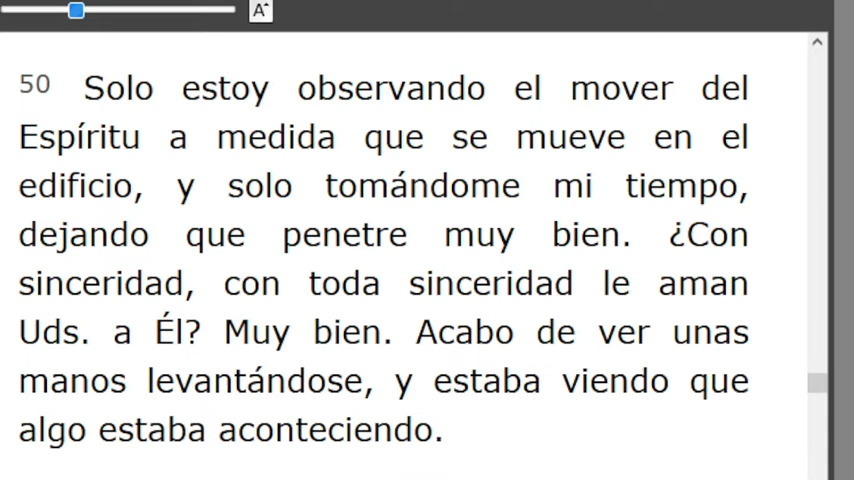 A
50 Solo estoy observando el mover del
Espíritu a medida que se mueve en el
edificio, y solo tomándome mi tiempo,
dejando que penetre muy bien. ¿Con
sinceridad, con toda sinceridad le aman
Uds. a Él? Muy bien. Acabo de ver unas
manos levantándose, y estaba viendo que
algo estaba aconteciendo.